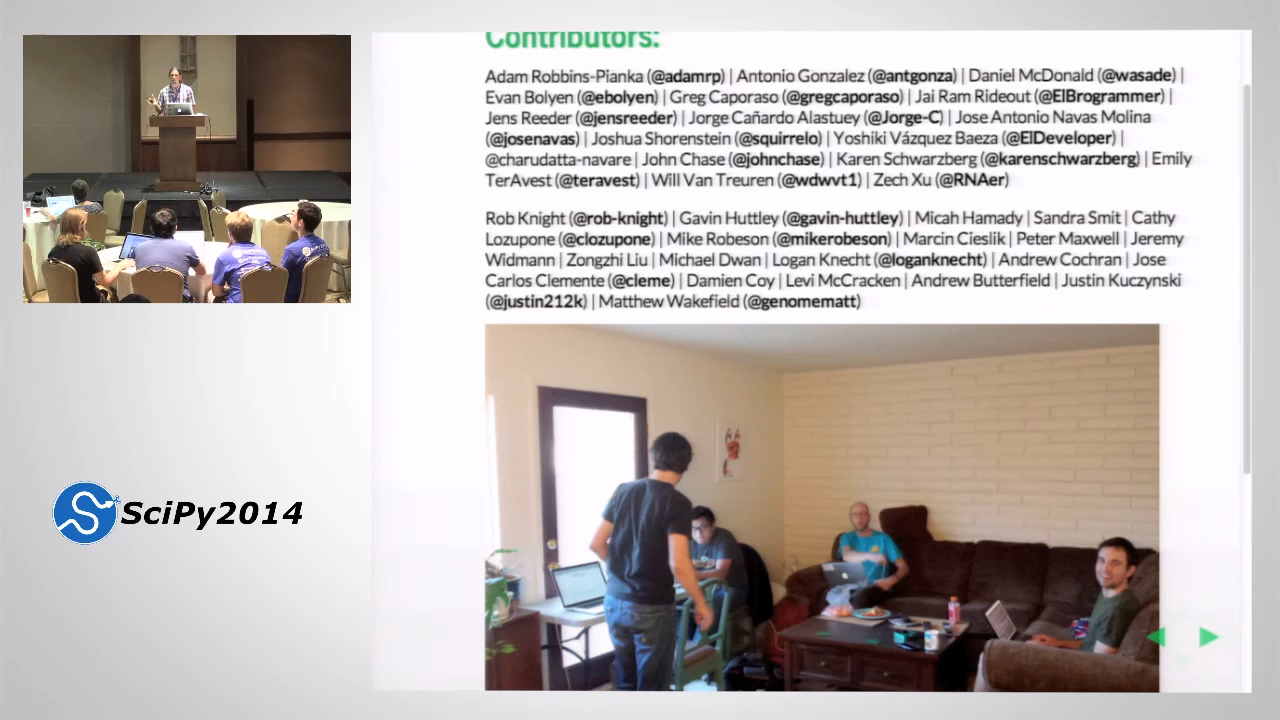 Contributors:
Adam Robbins-Pianka (@adamrp) | Antonio Gonzalez (@antgonza) | Daniel McDonald (@wasade) |
Evan Bolyen (@ebolyen) | Greg Caporaso (@gregcaporaso) | Jai Ram Rideout (@ElBrogrammer) |
Jens Reeder (@jensreeder) | Jorge Cañardo Alastuey (@Jorge-C) | Jose Antonio Navas Molina
(@josenavas) | Joshua Shorenstein (@squirrelo) | Yoshiki Vázquez Baeza (@ElDeveloper) |
@charudatta-navare | John Chase (@johnchase) | Karen Schwarzberg (@karenschwarzberg) | Emily
TerAvest (@teravest) | Will Van Treuren (@wdwvt1) | Zech Xu (@RNAer)
Rob Knight (@rob-knight) | Gavin Huttley (@gavin-huttley) | Micah Hamady | Sandra Smit | Cathy
Lozupone (@clozupone) | Mike Robeson (@mikerobeson) | Marcin Cieslik | Peter Maxwell | Jeremy
Widmann | Zongzhi Liu | Michael Dwan | Logan Knecht (@loganknecht) | Andrew Cochran | Jose
Carlos Clemente (@cleme) | Damien Coy | Levi McCracken | Andrew Butterfield | Justin Kuczynski
(@justin212k) | Matthew Wakefield (@genomematt)
SciPy2014